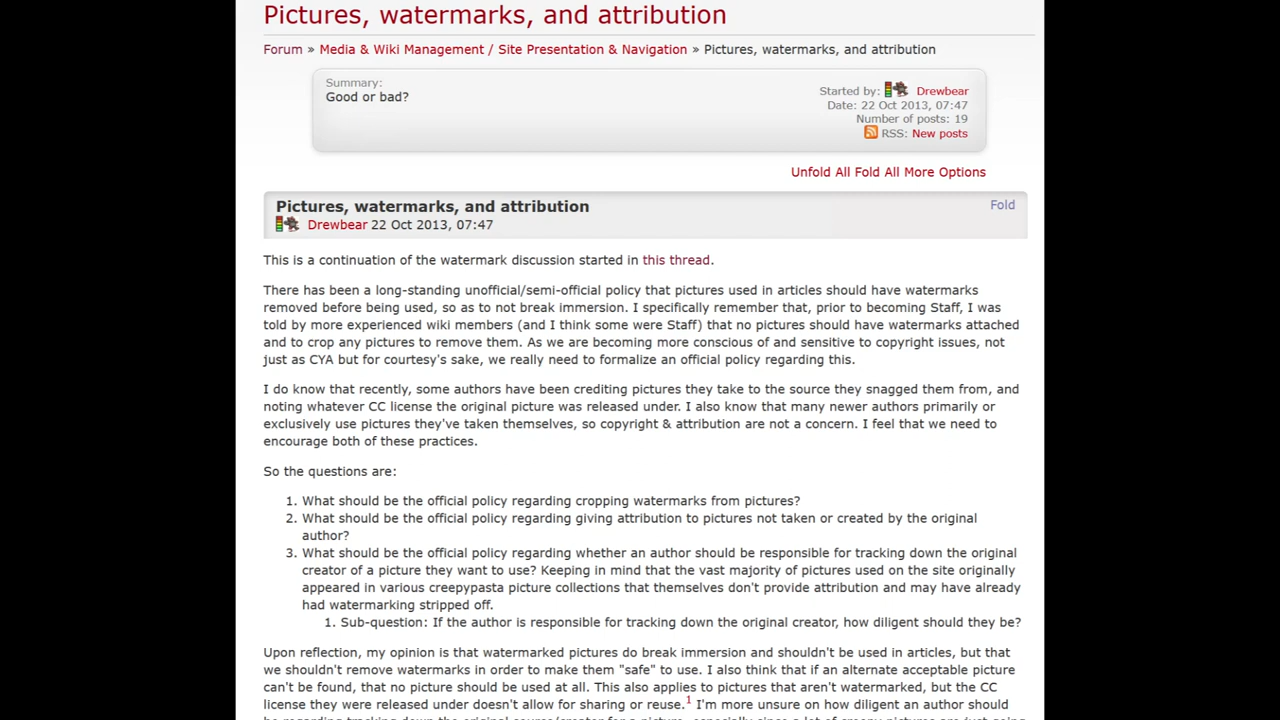 Pictures, watermarks, and attribution
Forum » Media & Wiki Management / Site Presentation & Navigation » Pictures, watermarks, and attribution
Summary:
Good or bad?
Started by: Drewbear
Date: 22 Oct 2013, 07:47
Number of posts: 19
RSS: New posts
Unfold All Fold All More Options
Pictures, watermarks, and attribution
Fold
Drewbear 22 Oct 2013, 07:47
This is a continuation of the watermark discussion started in this thread.
There has been a long-standing unofficial/semi-official policy that pictures used in articles should have watermarks
removed before being used, so as to not break immersion. I specifically remember that, prior to becoming Staff, I was
told by more experienced wiki members (and I think some were Staff) that no pictures should have watermarks attached
and to crop any pictures to remove them. As we are becoming more conscious of and sensitive to copyright issues, not
just as CYA but for courtesy's sake, we really need to formalize an official policy regarding this.
I do know that recently, some authors have been crediting pictures they take to the source they snagged them from, and
noting whatever CC license the original picture was released under. I also know that many newer authors primarily or
exclusively use pictures they've taken themselves, so copyright & attribution are not a concern. I feel that we need to
encourage both of these practices.
So the questions are:
1. What should be the official policy regarding cropping watermarks from pictures?
2. What should be the official policy regarding giving attribution to pictures not taken or created by the original
author?
3. What should be the official policy regarding whether an author should be responsible for tracking down the original
creator of a picture they want to use? Keeping in mind that the vast majority of pictures used on the site originally
appeared in various creepypasta picture collections that themselves don't provide attribution and may have already
had watermarking stripped off.
1. Sub-question: If the author is responsible for tracking down the original creator, how diligent should they be?
Upon reflection, my opinion is that watermarked pictures do break immersion and shouldn't be used in articles, but that
we shouldn't remove watermarks in order to make them "safe" to use. I also think that if an alternate acceptable picture
can't be found, that no picture should be used at all. This also applies to pictures that aren't watermarked, but the CC
license they were released under doesn't allow for sharing or reuse.1 I'm more unsure on how diligent an author should